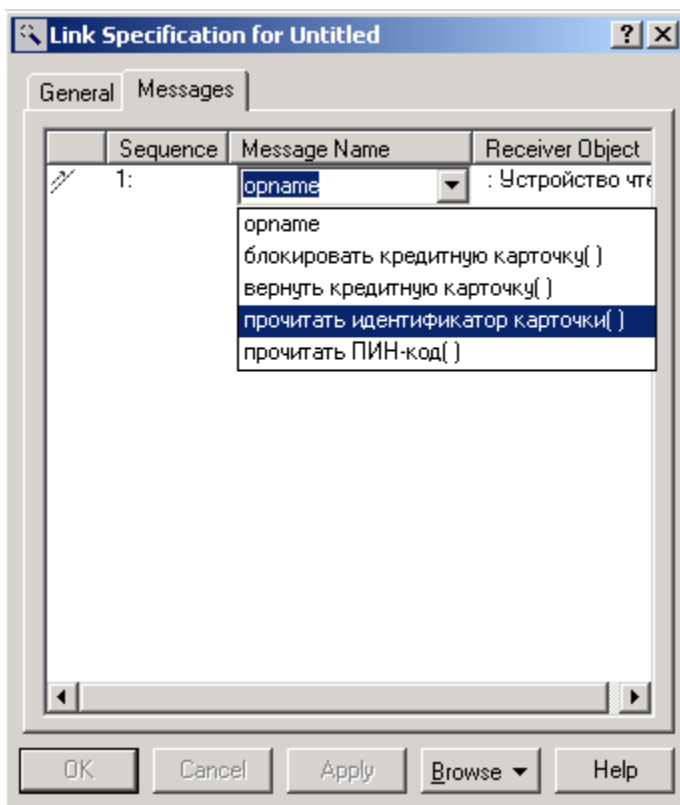 Link Specification for Untitled
General Messages
Sequence Message Name Receiver Object
1: opname : Устройство чте
opname
блокировать кредитную карточку( )
вернуть кредитную карточку( )
прочитать идентификатор карточки( )
прочитать ПИН-код( )
OK Cancel Apply Browse Help